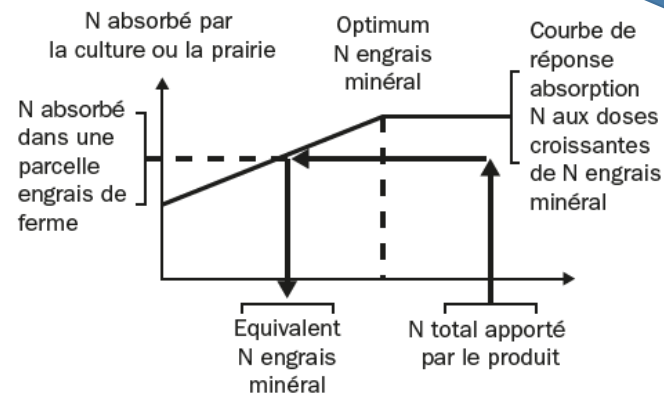 N absorbé par
la culture ou la prairie
Optimum
N engrais
minéral
Courbe de
réponse
absorption
N aux doses
croissantes
de N engrais
minéral
N absorbé
dans une
parcelle
engrais de
ferme
Equivalent
N engrais
minéral
N total apporté
par le produit